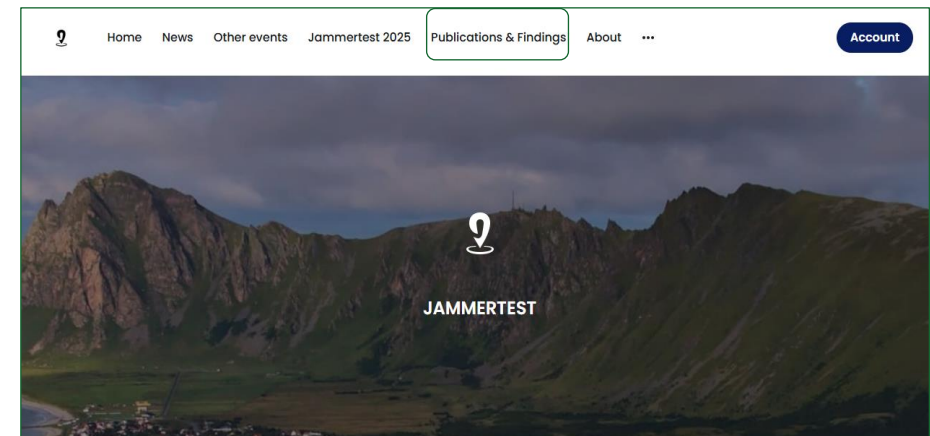 Home News Other events Jammertest 2025 Publications & Findings About ••• Account
JAMMERTEST